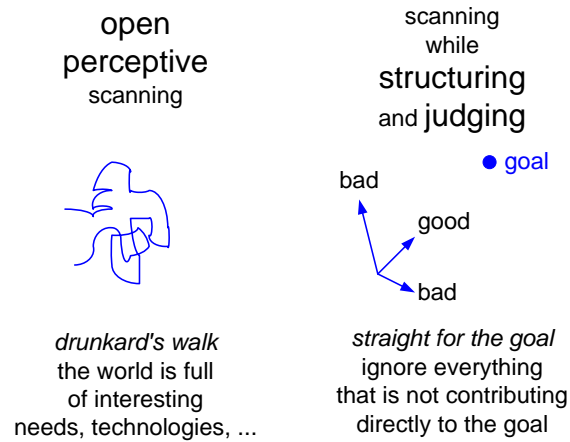 open
perceptive
scanning
drunkard's walk
the world is full
of interesting
needs, technologies, ...
scanning
while
structuring
and judging
goal
bad
good
bad
straight for the goal
ignore everything
that is not contributing
directly to the goal